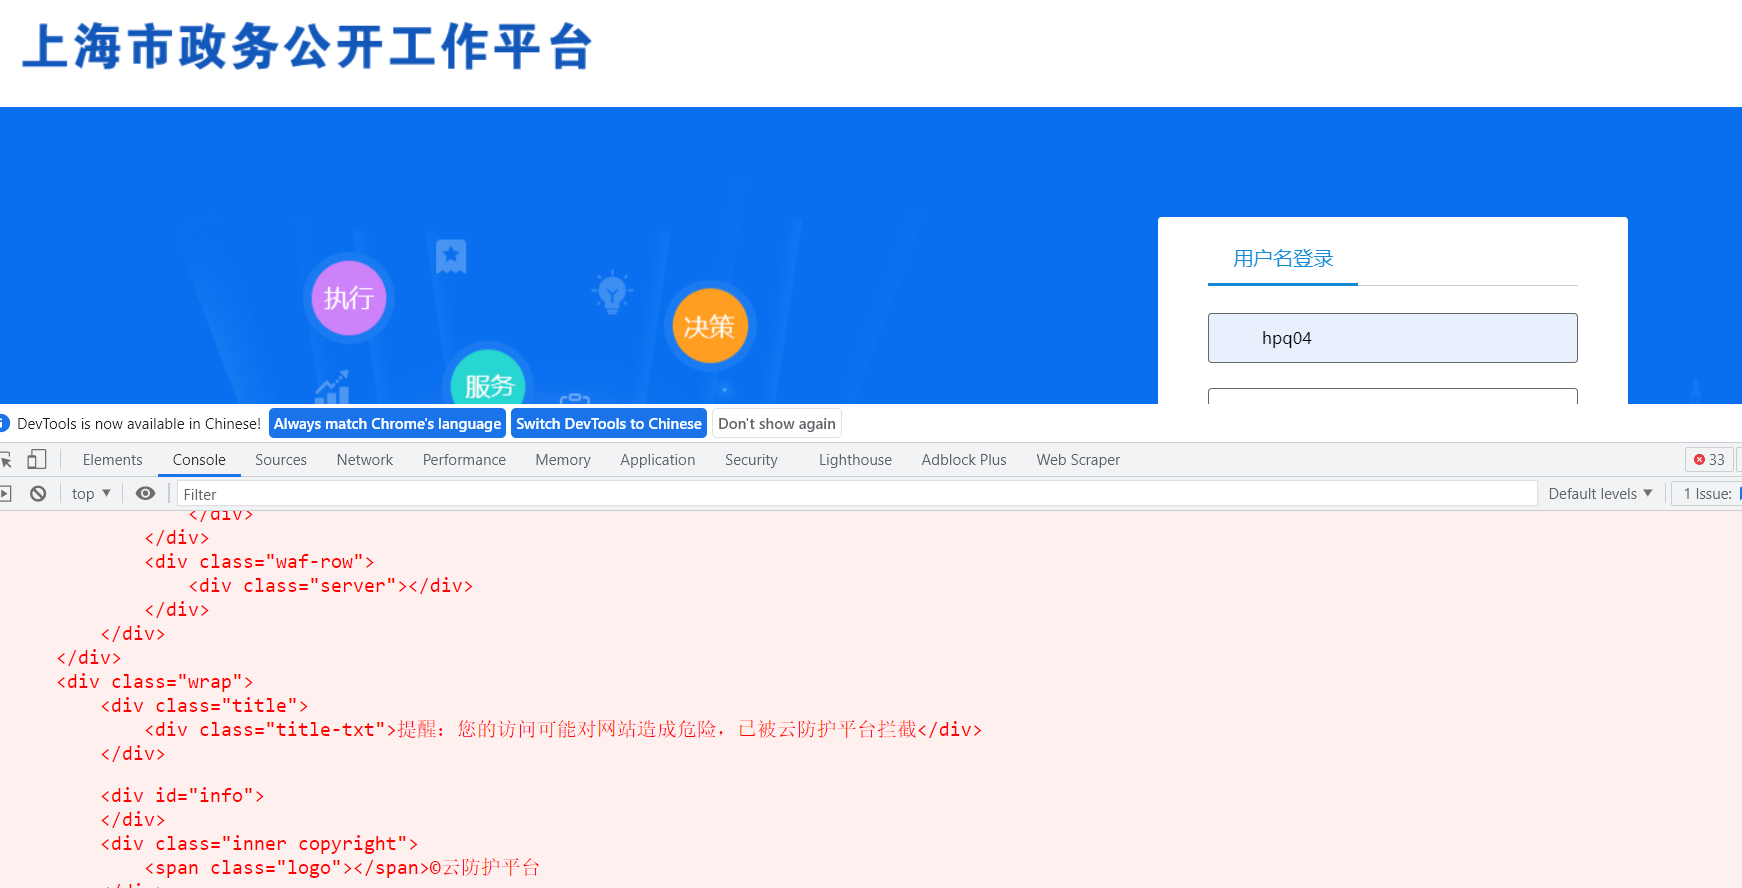 上海市政务公开工作平台
用户名登录
执行
决策
hpq04
服务
DevTools is now available in Chinese! Always match Chrome's language Switch DevTools to Chinese Don't show again
Elements Console Sources Network Performance Memory Application Security Lighthouse Adblock Plus Web Scraper 33
top Filter Default levels 1 Issue:
</div>
</div>
<div class="waf-row">
<div class="server"></div>
</div>
</div>
</div>
<div class="wrap">
<div class="title">
<div class="title-txt">提醒：您的访问可能对网站造成危险，已被云防护平台拦截</div>
</div>
<div id="info">
</div>
<div class="inner copyright">
<span class="logo"></span>©云防护平台